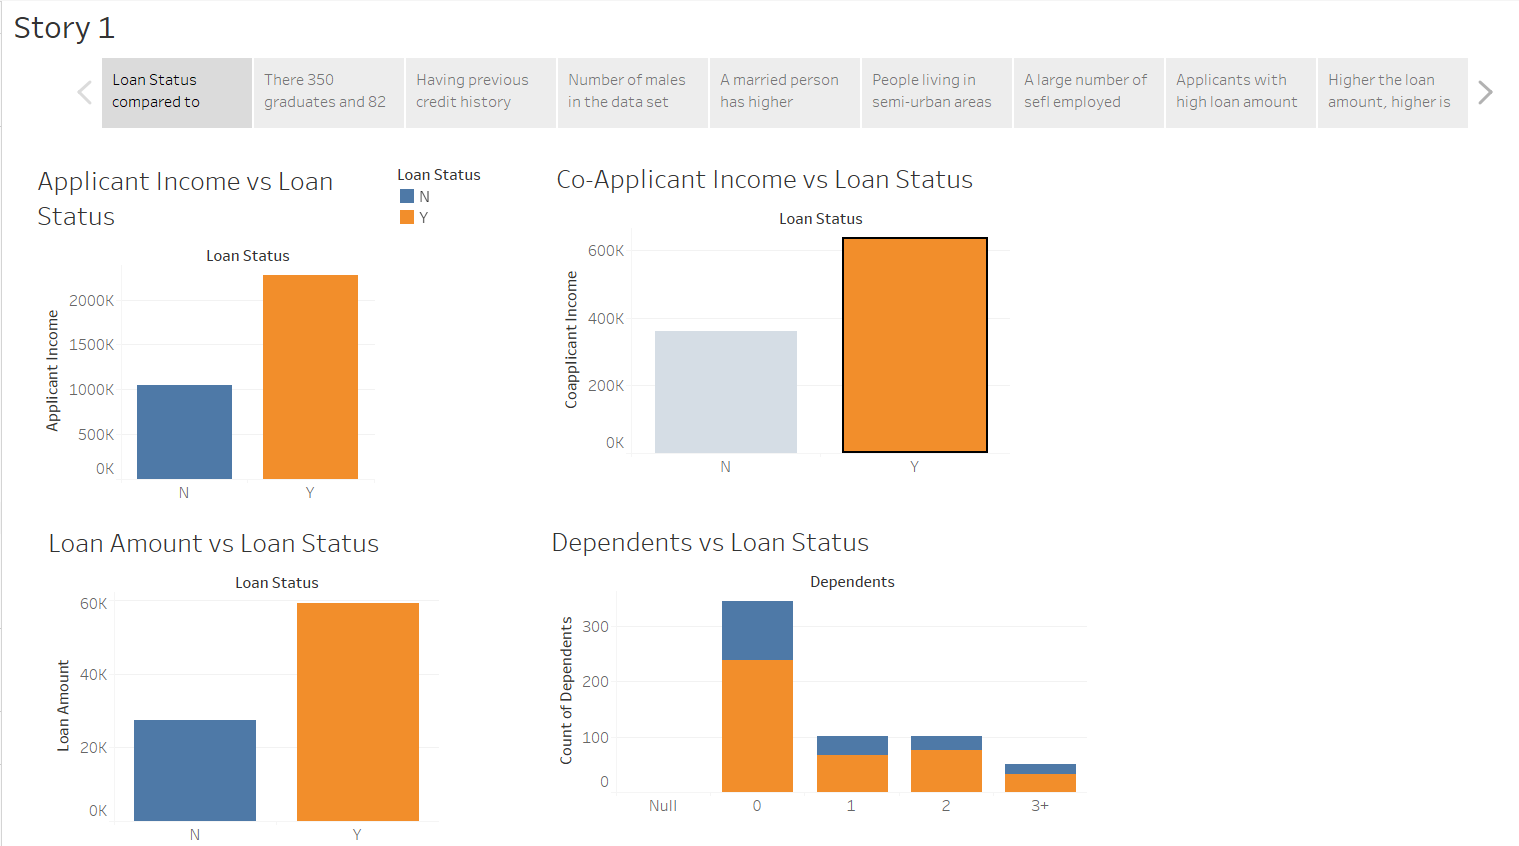 Story 1
Loan Status
compared to
There 350
graduates and 82
Having previous
credit history
Number of males
in the data set
A married person
has higher
People living in
semi-urban areas
A large number of
sefl employed
Applicants with
high loan amount
Higher the loan
amount, higher is
Applicant Income vs Loan
Status
Loan Status
N
Y
Loan Status
Applicant Income
2000K
1500K
1000K
500K
0K
N
Y
Co-Applicant Income vs Loan Status
Loan Status
Coapplicant Income
600K
400K
200K
0K
N
Y
Loan Amount vs Loan Status
Loan Status
Loan Amount
60K
40K
20K
0K
N
Y
Dependents vs Loan Status
Dependents
Count of Dependents
300
200
100
0
Null
0
1
2
3+